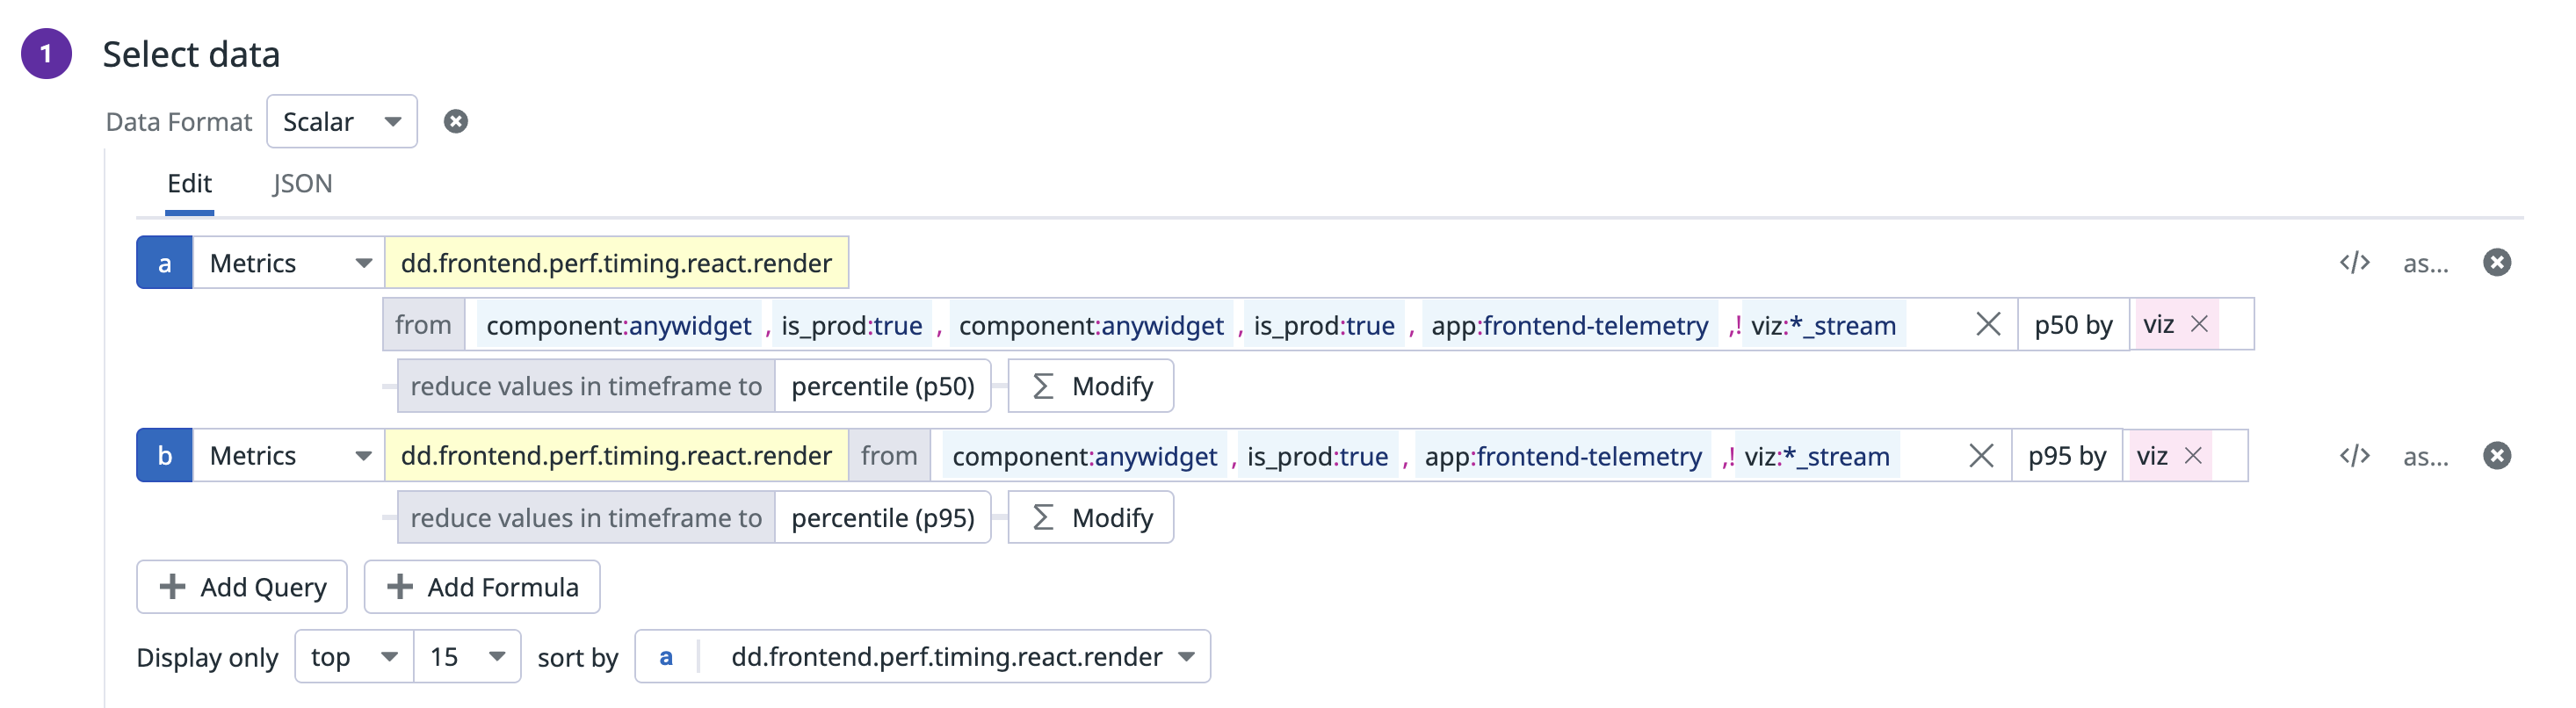 1 Select data
Data Format Scalar
Edit JSON
a Metrics dd.frontend.perf.timing.react.render </> as...
from component:anywidget , is_prod:true , component:anywidget , is_prod:true , app:frontend-telemetry ,! viz:*_stream p50 by viz
reduce values in timeframe to percentile (p50) Σ Modify
b Metrics dd.frontend.perf.timing.react.render from component:anywidget , is_prod:true , app:frontend-telemetry ,! viz:*_stream p95 by viz </> as...
reduce values in timeframe to percentile (p95) Σ Modify
+ Add Query + Add Formula
Display only top 15 sort by a dd.frontend.perf.timing.react.render